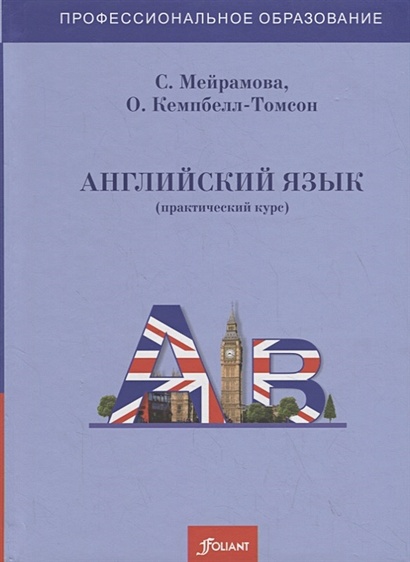 ПРОФЕССИОНАЛЬНОЕ ОБРАЗОВАНИЕ
С. Мейрамова,
О. Кемпбелл-Томсон
АНГЛИЙСКИЙ ЯЗЫК
(практический курс)
AB
FOLIANT